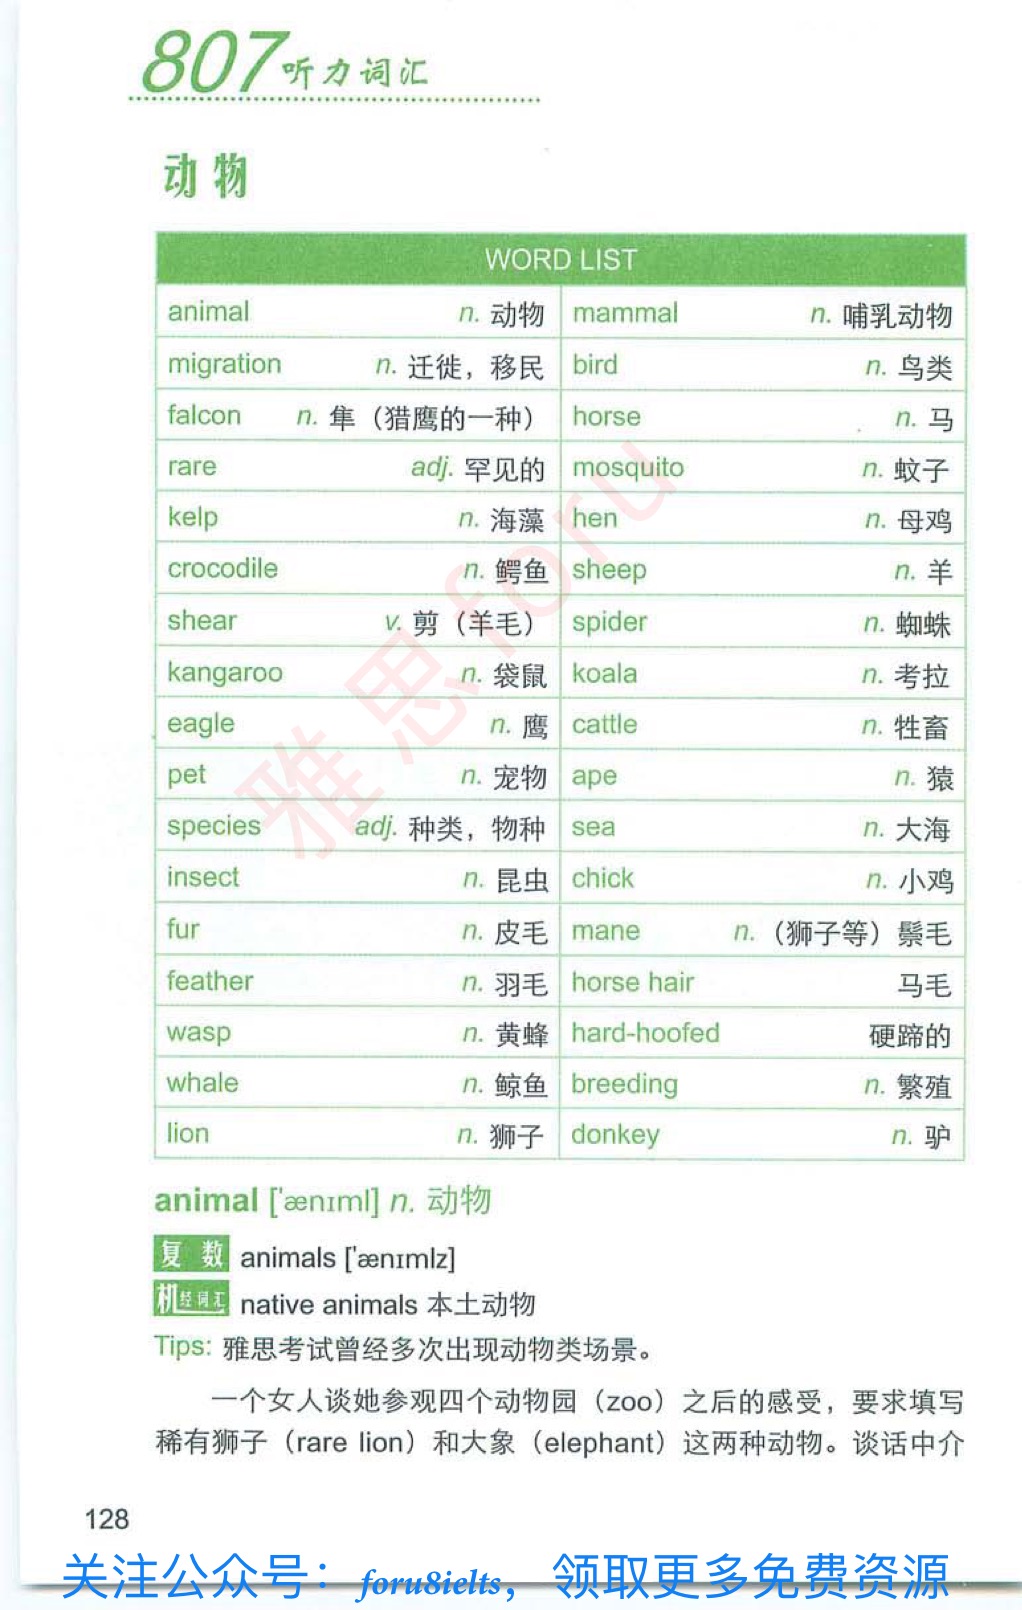 807听力词汇
动物
WORD LIST
animal n. 动物 mammal n. 哺乳动物
migration n. 迁徙，移民 bird n. 鸟类
falcon n. 隼（猎鹰的一种） horse n. 马
rare adj. 罕见的 mosquito n. 蚊子
kelp n. 海藻 hen n. 母鸡
crocodile n. 鳄鱼 sheep n. 羊
shear v. 剪（羊毛） spider n. 蜘蛛
kangaroo n. 袋鼠 koala n. 考拉
eagle n. 鹰 cattle n. 牲畜
pet n. 宠物 ape n. 猿
species adj. 种类，物种 sea n. 大海
insect n. 昆虫 chick n. 小鸡
fur n. 皮毛 mane n.（狮子等）鬃毛
feather n. 羽毛 horse hair 马毛
wasp n. 黄蜂 hard-hoofed 硬蹄的
whale n. 鲸鱼 breeding n. 繁殖
lion n. 狮子 donkey n. 驴
雅思foru
animal [ˈænɪml] n. 动物
复数 animals [ˈænɪmlz]
机经词汇 native animals 本土动物
Tips: 雅思考试曾经多次出现动物类场景。
一个女人谈她参观四个动物园（zoo）之后的感受，要求填写
稀有狮子（rare lion）和大象（elephant）这两种动物。谈话中介
128
关注公众号：foru8ielts，领取更多免费资源